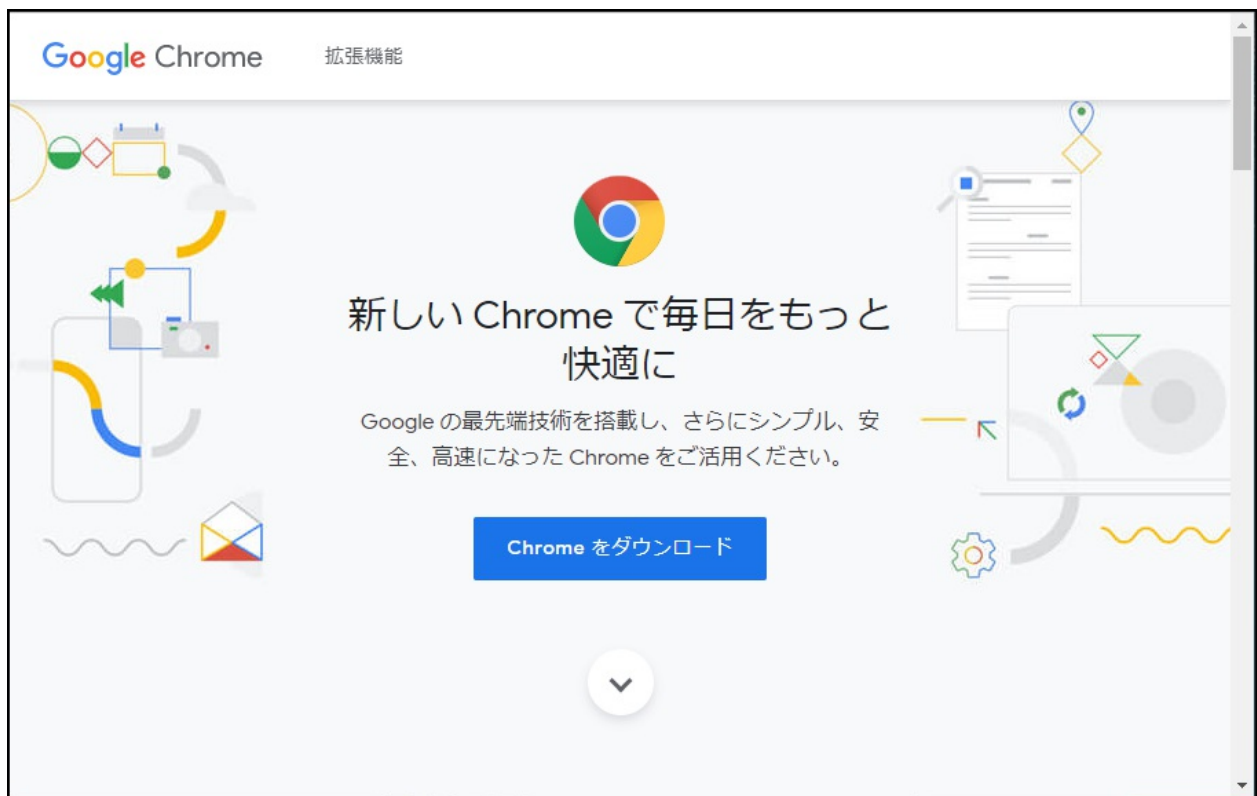 Google Chrome 拡張機能
新しい Chrome で毎日をもっと
快適に
Google の最先端技術を搭載し、さらにシンプル、安
全、高速になった Chrome をご活用ください。
Chrome をダウンロード